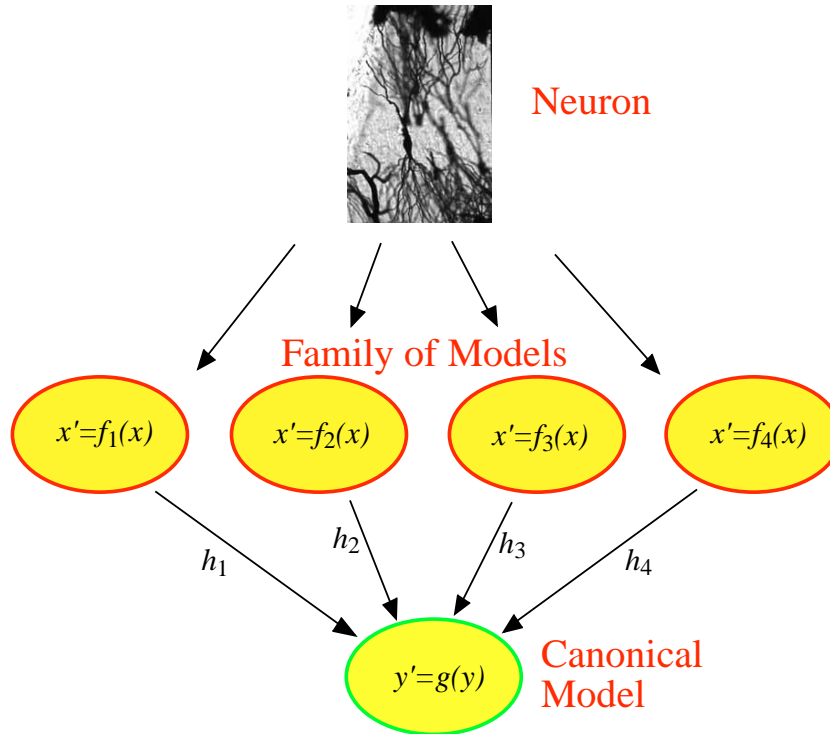 Neuron
Family of Models
x'=f₁(x) x'=f₂(x) x'=f₃(x) x'=f₄(x)
h₁ h₂ h₃ h₄
y'=g(y)
Canonical
Model